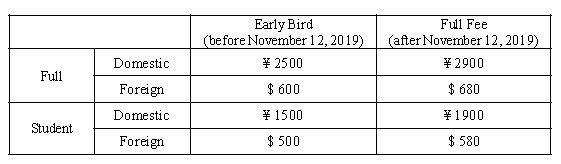 Early Bird
(before November 12, 2019)
Full Fee
(after November 12, 2019)
Full
Domestic
¥ 2500
¥ 2900
Foreign
$ 600
$ 680
Student
Domestic
¥ 1500
¥ 1900
Foreign
$ 500
$ 580